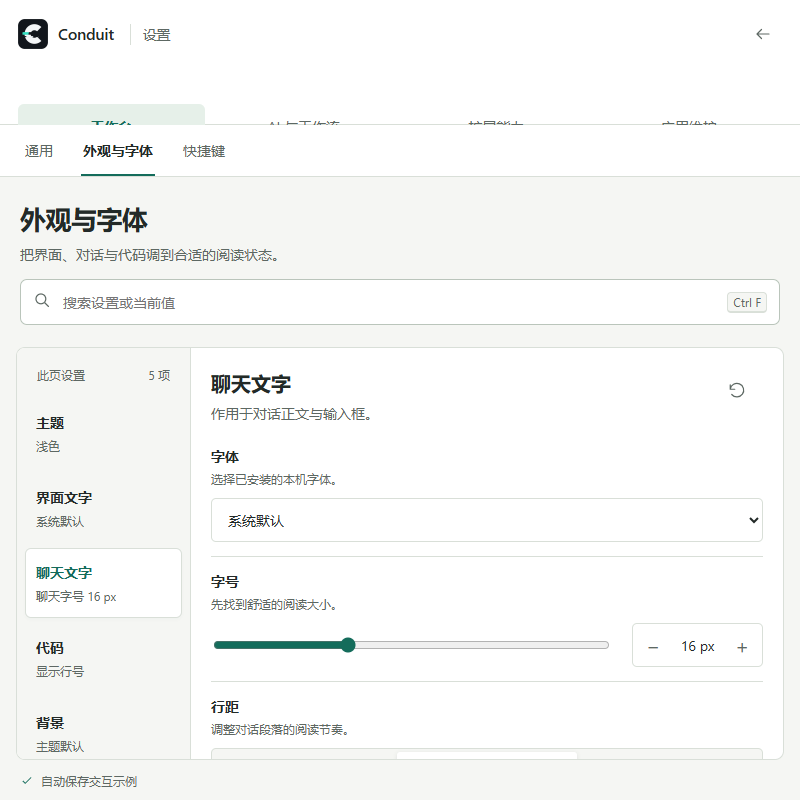 Conduit
设置
通用
外观与字体
快捷键
外观与字体
把界面、对话与代码调到合适的阅读状态。
搜索设置或当前值
Ctrl F
此页设置
5 项
主题
浅色
界面文字
系统默认
聊天文字
聊天字号 16 px
代码
显示行号
背景
主题默认
聊天文字
作用于对话正文与输入框。
字体
选择已安装的本机字体。
系统默认
字号
先找到舒适的阅读大小。
− 16 px +
行距
调整对话段落的阅读节奏。
自动保存交互示例